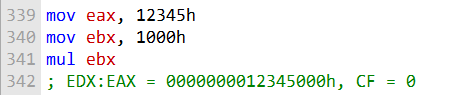 339 mov eax, 12345h
340 mov ebx, 1000h
341 mul ebx
342 ; EDX:EAX = 0000000012345000h, CF = 0